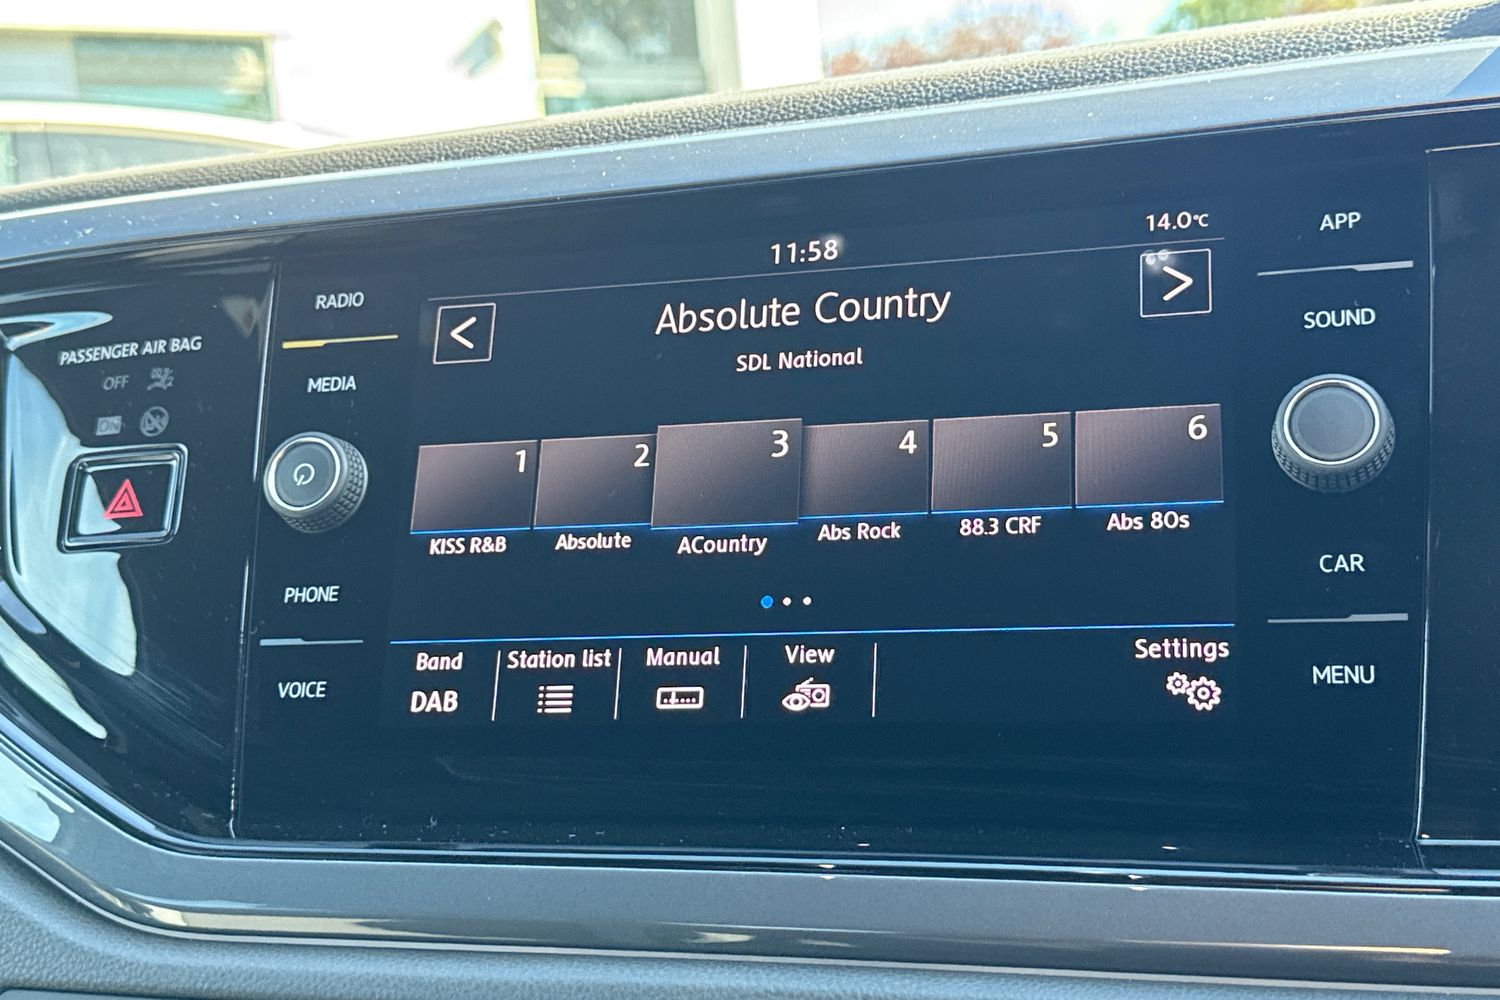 14.0°C
11:58
Absolute Country
SDL National
<
>
RADIO
MEDIA
PHONE
VOICE
PASSENGER AIR BAG
OFF
ON
1
2
3
4
5
6
KISS R&B
Absolute
ACountry
Abs Rock
88.3 CRF
Abs 80s
Band
DAB
Station list
Manual
View
Settings
APP
SOUND
CAR
MENU